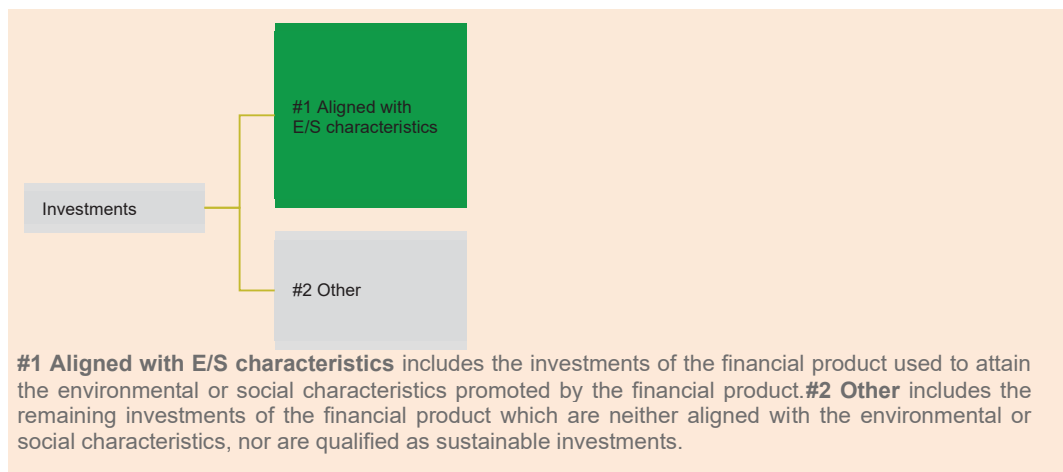 #1 Aligned with
E/S characteristics
Investments
#2 Other
#1 Aligned with E/S characteristics includes the investments of the financial product used to attain
the environmental or social characteristics promoted by the financial product.#2 Other includes the
remaining investments of the financial product which are neither aligned with the environmental or
social characteristics, nor are qualified as sustainable investments.